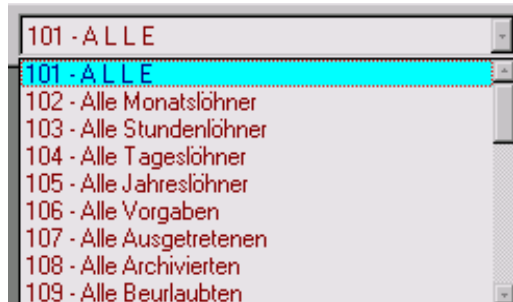 101 - A L L E
101 - A L L E
102 - Alle Monatslöhner
103 - Alle Stundenlöhner
104 - Alle Tageslöhner
105 - Alle Jahreslöhner
106 - Alle Vorgaben
107 - Alle Ausgetretenen
108 - Alle Archivierten
109 - Alle Beurlaubten